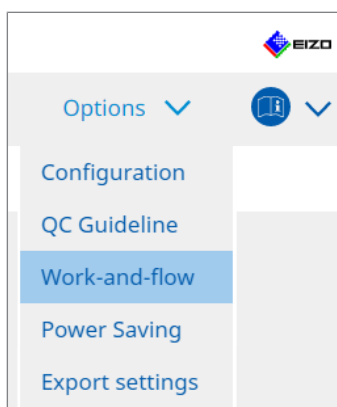 EIZO
Options
Configuration
QC Guideline
Work-and-flow
Power Saving
Export settings